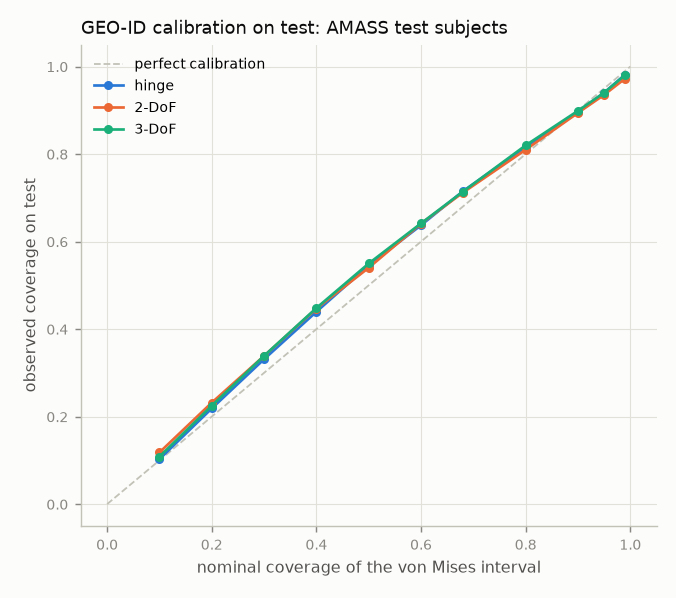 GEO-ID calibration on test: AMASS test subjects
perfect calibration
hinge
2-DoF
3-DoF
1.0
0.8
0.6
0.4
0.2
0.0
observed coverage on test
0.0 0.2 0.4 0.6 0.8 1.0
nominal coverage of the von Mises interval